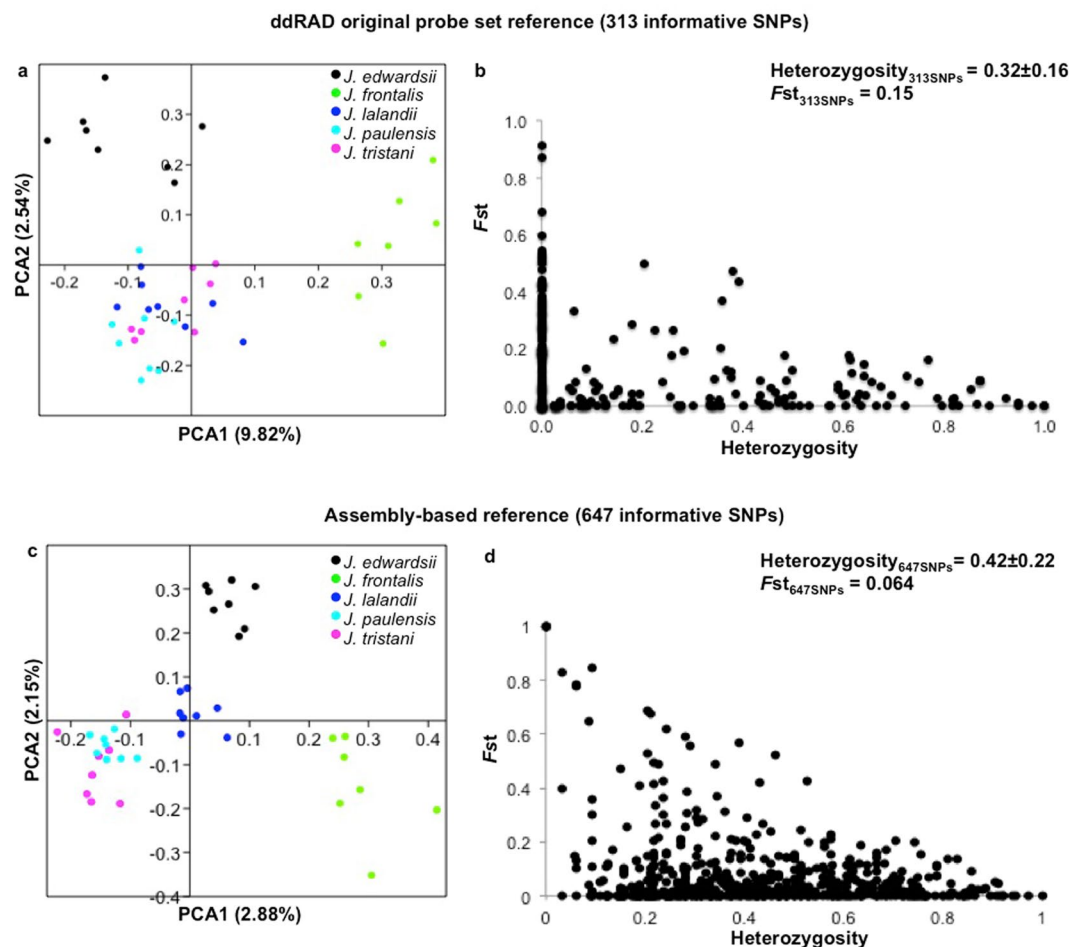 ddRAD original probe set reference (313 informative SNPs)
a
J. edwardsii
J. frontalis
J. lalandii
J. paulensis
J. tristani
0.3
0.2
0.1
-0.2
-0.1
0.1
0.2
0.3
-0.1
-0.2
PCA2 (2.54%)
PCA1 (9.82%)
b
Heterozygosity313SNPs = 0.32±0.16
Fst313SNPs = 0.15
1.0
0.8
0.6
0.4
0.2
0.0
Fst
0.0
0.2
0.4
0.6
0.8
1.0
Heterozygosity
Assembly-based reference (647 informative SNPs)
c
J. edwardsii
J. frontalis
J. lalandii
J. paulensis
J. tristani
0.3
0.2
0.1
-0.2
-0.1
0.1
0.2
0.3
0.4
-0.1
-0.2
-0.3
-0.4
PCA2 (2.15%)
PCA1 (2.88%)
d
Heterozygosity647SNPs= 0.42±0.22
Fst647SNPs = 0.064
1
0.8
0.6
0.4
0.2
0
Fst
0
0.2
0.4
0.6
0.8
1
Heterozygosity